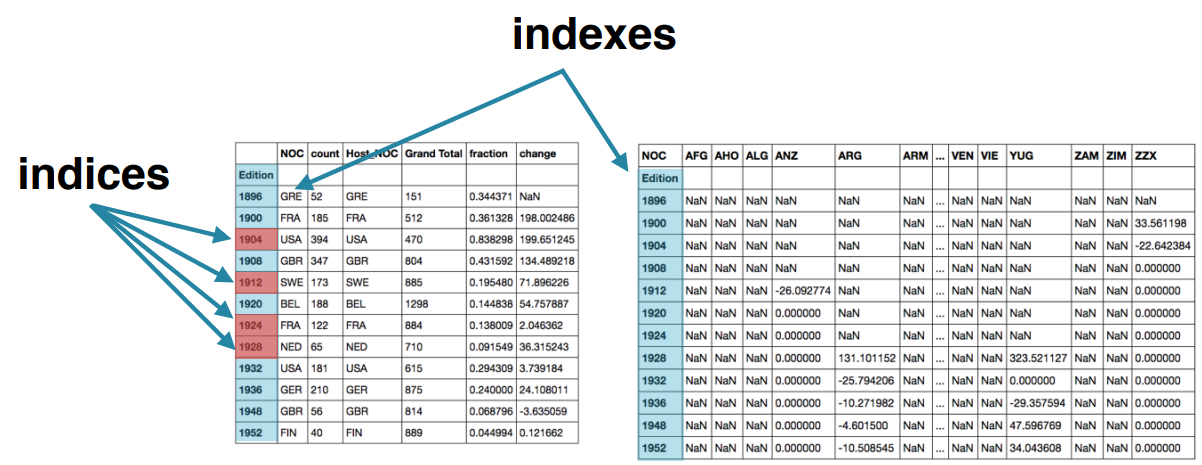 indexes
indices
NOC count Host_NOC Grand Total fraction change
Edition
1896 GRE 52 GRE 151 0.344371 NaN
1900 FRA 185 FRA 512 0.361328 198.002486
1904 USA 394 USA 470 0.838298 199.651245
1908 GBR 347 GBR 804 0.431592 134.489218
1912 SWE 173 SWE 885 0.195480 71.896226
1920 BEL 188 BEL 1298 0.144838 54.757887
1924 FRA 122 FRA 884 0.138009 2.046362
1928 NED 65 NED 710 0.091549 36.315243
1932 USA 181 USA 615 0.294309 3.739184
1936 GER 210 GER 875 0.240000 24.108011
1948 GBR 56 GBR 814 0.068796 -3.635059
1952 FIN 40 FIN 889 0.044994 0.121662
NOC AFG AHO ALG ANZ ARG ARM ... VEN VIE YUG ZAM ZIM ZZX
Edition
1896 NaN NaN NaN NaN NaN NaN ... NaN NaN NaN NaN NaN NaN
1900 NaN NaN NaN NaN NaN NaN ... NaN NaN NaN NaN NaN 33.561198
1904 NaN NaN NaN NaN NaN NaN ... NaN NaN NaN NaN NaN -22.642384
1908 NaN NaN NaN NaN NaN NaN ... NaN NaN NaN NaN NaN 0.000000
1912 NaN NaN NaN -26.092774 NaN NaN ... NaN NaN NaN NaN NaN 0.000000
1920 NaN NaN NaN 0.000000 NaN NaN ... NaN NaN NaN NaN NaN 0.000000
1924 NaN NaN NaN 0.000000 NaN NaN ... NaN NaN NaN NaN NaN 0.000000
1928 NaN NaN NaN 0.000000 131.101152 NaN ... NaN NaN 323.521127 NaN NaN 0.000000
1932 NaN NaN NaN 0.000000 -25.794206 NaN ... NaN NaN 0.000000 NaN NaN 0.000000
1936 NaN NaN NaN 0.000000 -10.271982 NaN ... NaN NaN -29.357594 NaN NaN 0.000000
1948 NaN NaN NaN 0.000000 -4.601500 NaN ... NaN NaN 47.596769 NaN NaN 0.000000
1952 NaN NaN NaN 0.000000 -10.508545 NaN ... NaN NaN 34.043608 NaN NaN 0.000000